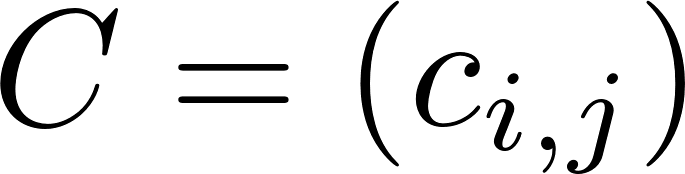 C = (c_{i,j})